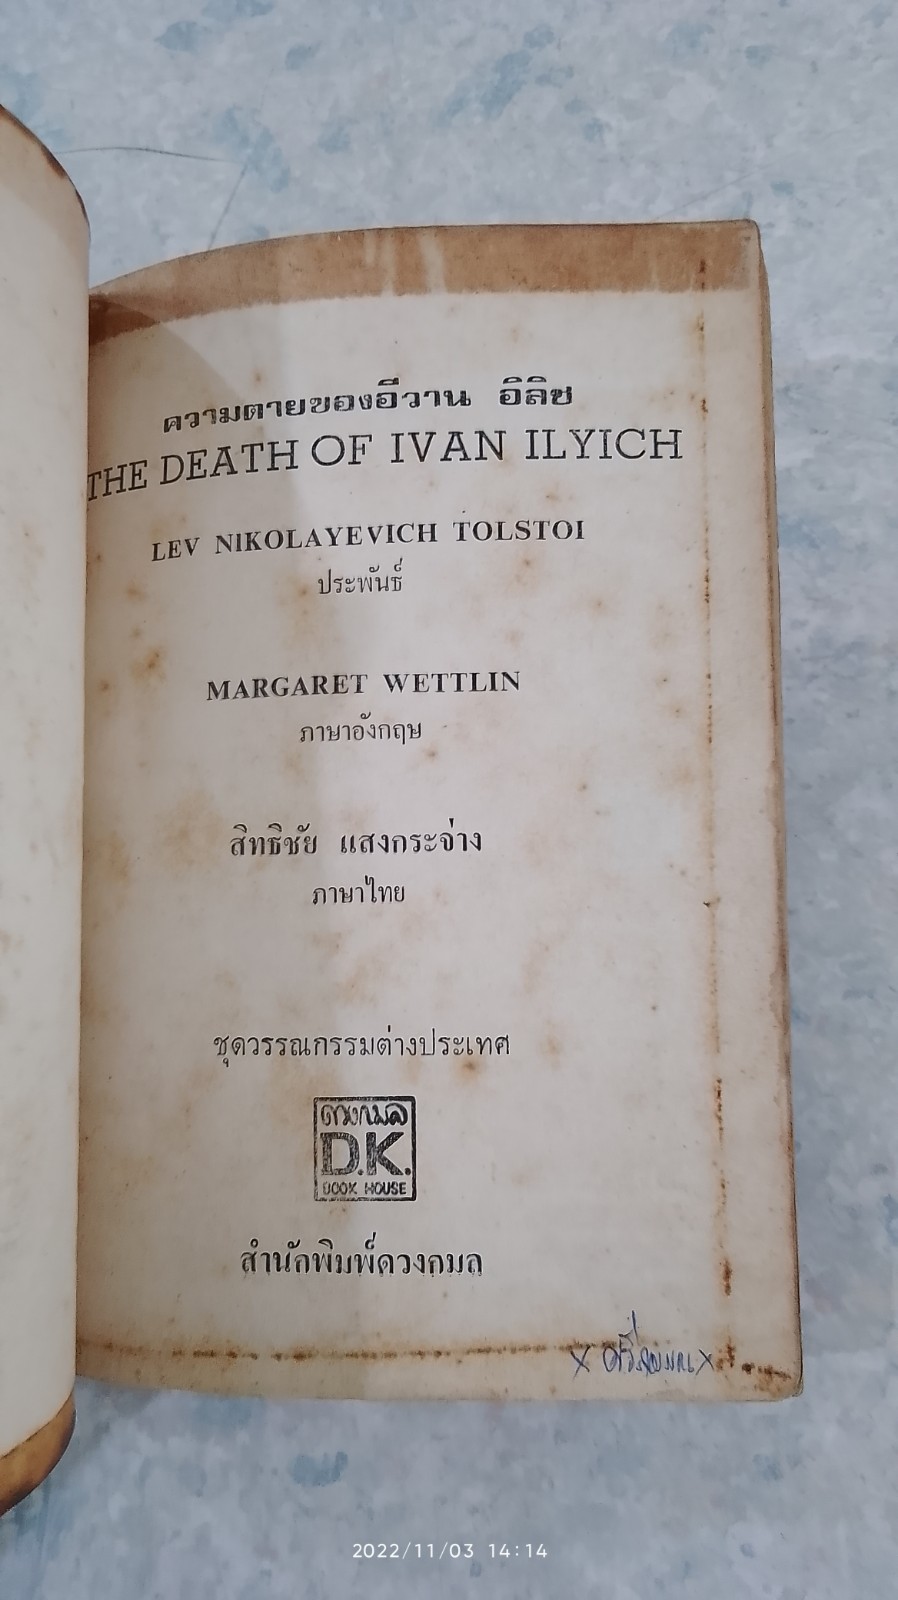 ความตายของอีวาน อิลิช
THE DEATH OF IVAN ILYICH
LEV NIKOLAYEVICH TOLSTOI
ประพันธ์
MARGARET WETTLIN
ภาษาอังกฤษ
สิทธิชัย แสงกระจ่าง
ภาษาไทย
ชุดวรรณกรรมต่างประเทศ
ดวงกมล
D.K.
BOOK HOUSE
สำนักพิมพ์ดวงกมล
2022/11/03 14:14